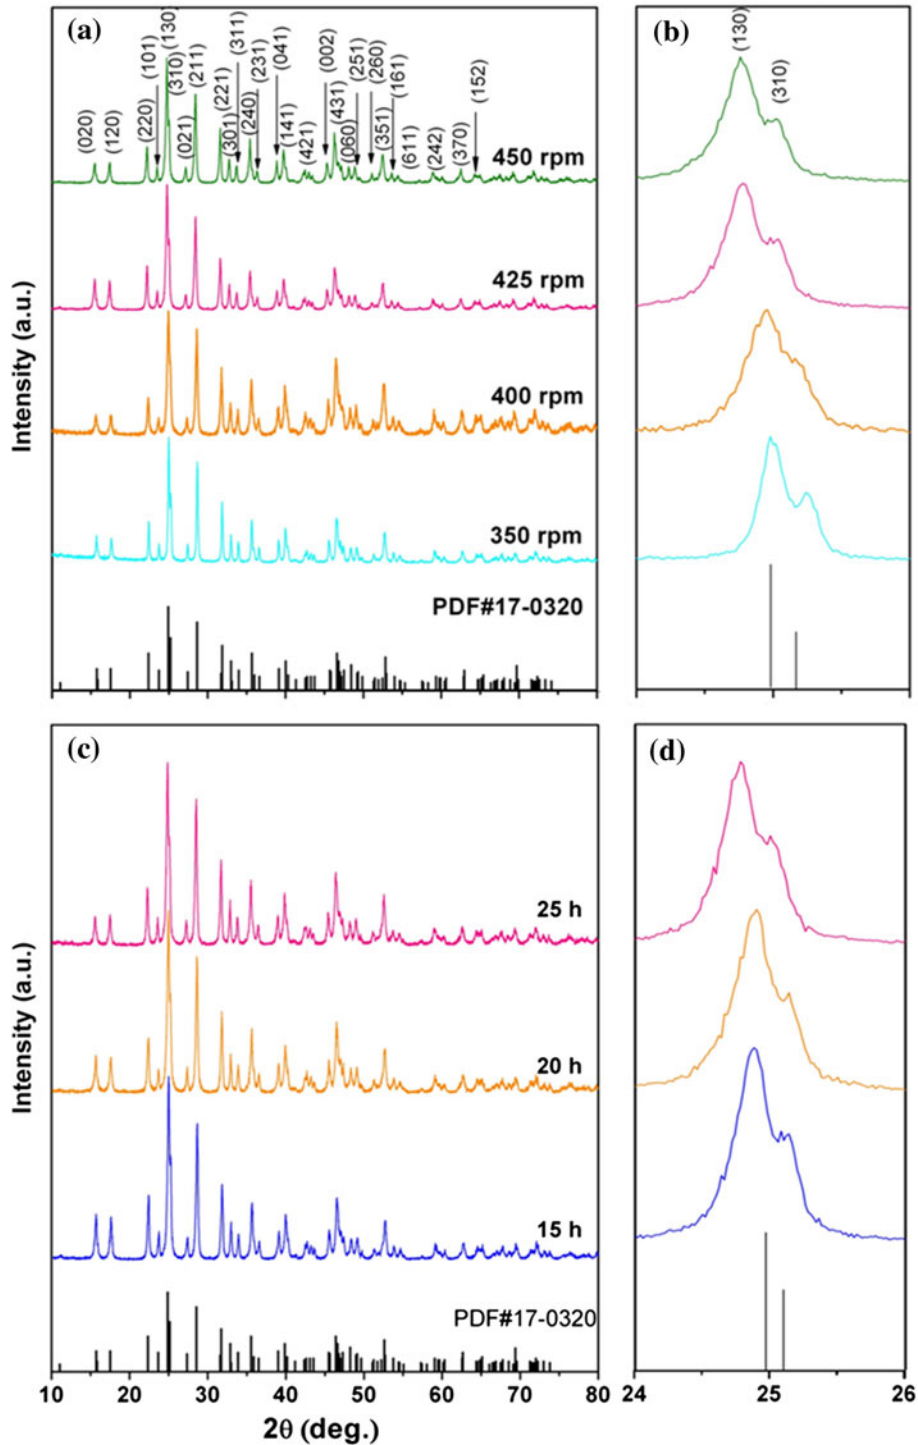 (a)
(020)
(120)
(220)
(101)
(130)
(310)
(021)
(211)
(221)
(301)
(311)
(240)
(231)
(041)
(141)
(421)
(002)
(431)
(060)
(251)
(260)
(351)
(161)
(611)
(242)
(370)
(152)
450 rpm
425 rpm
400 rpm
350 rpm
PDF#17-0320
Intensity (a.u.)
(b)
(130)
(310)
(c)
25 h
20 h
15 h
PDF#17-0320
Intensity (a.u.)
10 20 30 40 50 60 70 80
2θ (deg.)
(d)
24 25 26